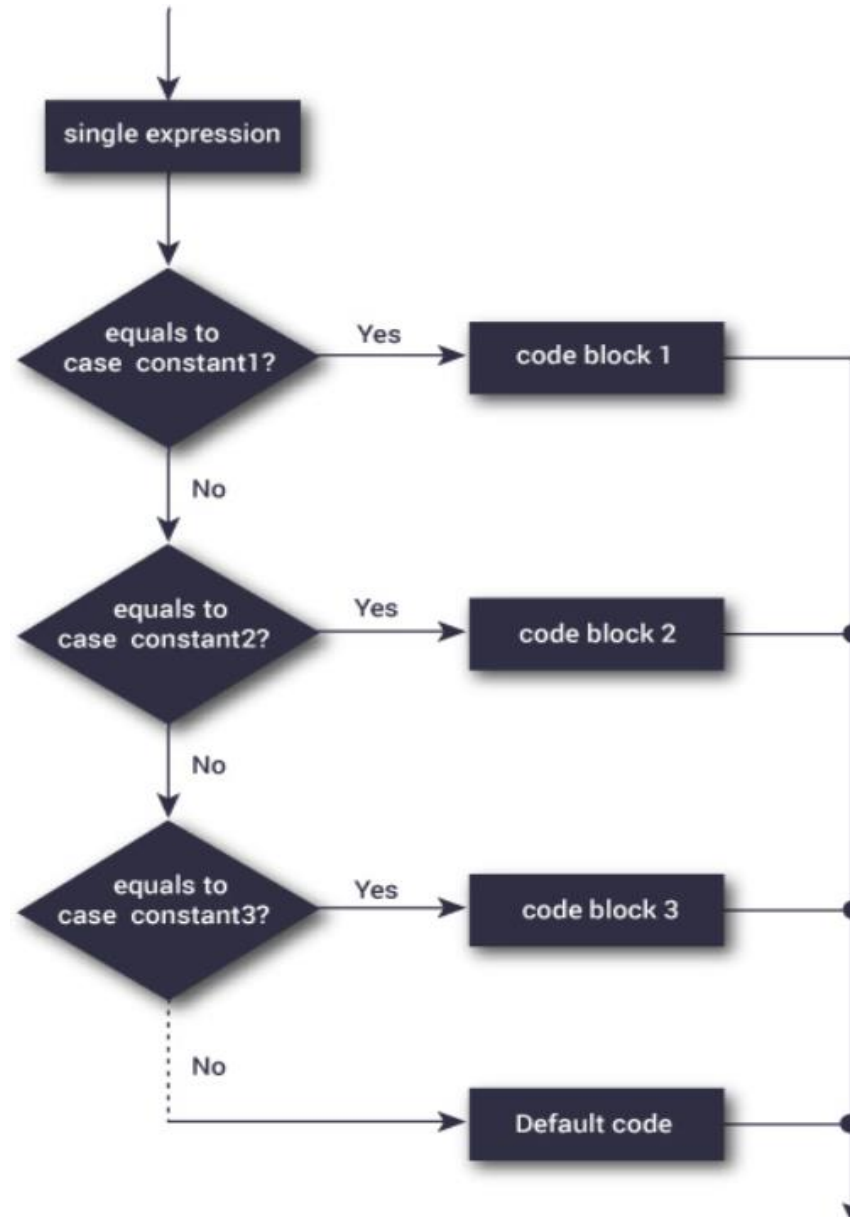 single expression
equals to
case constant1?
Yes
code block 1
No
equals to
case constant2?
Yes
code block 2
No
equals to
case constant3?
Yes
code block 3
No
Default code